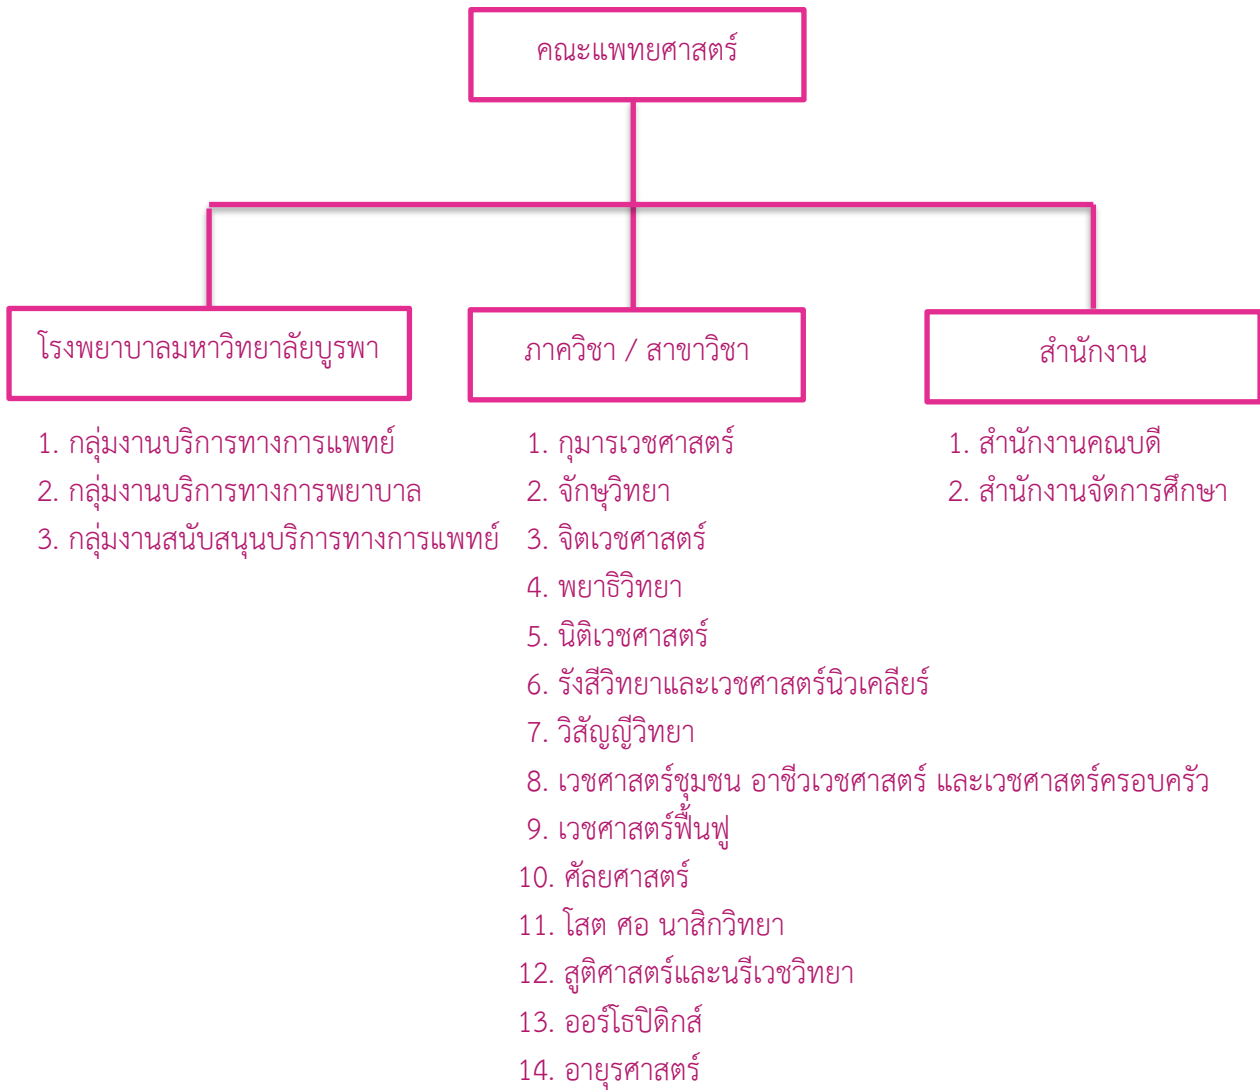 คณะแพทยศาสตร์
โรงพยาบาลมหาวิทยาลัยบูรพา
1. กลุ่มงานบริการทางการแพทย์
2. กลุ่มงานบริการทางการพยาบาล
3. กลุ่มงานสนับสนุนบริการทางการแพทย์
ภาควิชา / สาขาวิชา
1. กุมารเวชศาสตร์
2. จักษุวิทยา
3. จิตเวชศาสตร์
4. พยาธิวิทยา
5. นิติเวชศาสตร์
6. รังสีวิทยาและเวชศาสตร์นิวเคลียร์
7. วิสัญญีวิทยา
8. เวชศาสตร์ชุมชน อาชีวเวชศาสตร์ และเวชศาสตร์ครอบครัว
9. เวชศาสตร์ฟื้นฟู
10. ศัลยศาสตร์
11. โสต ศอ นาสิกวิทยา
12. สูติศาสตร์และนรีเวชวิทยา
13. ออร์โธปิดิกส์
14. อายุรศาสตร์
สำนักงาน
1. สำนักงานคณบดี
2. สำนักงานจัดการศึกษา